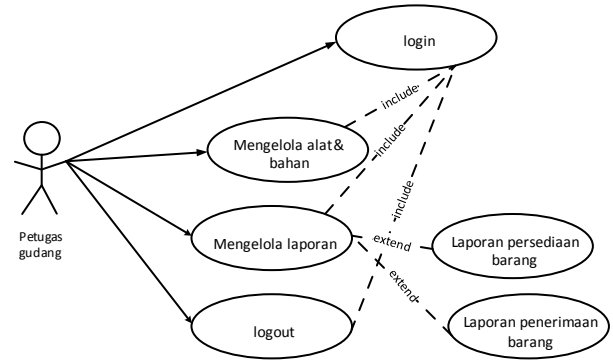 login
include
Mengelola alat&
bahan
include
include
Petugas
gudang
Mengelola laporan
extend
Laporan persediaan
barang
extend
logout
Laporan penerimaan
barang